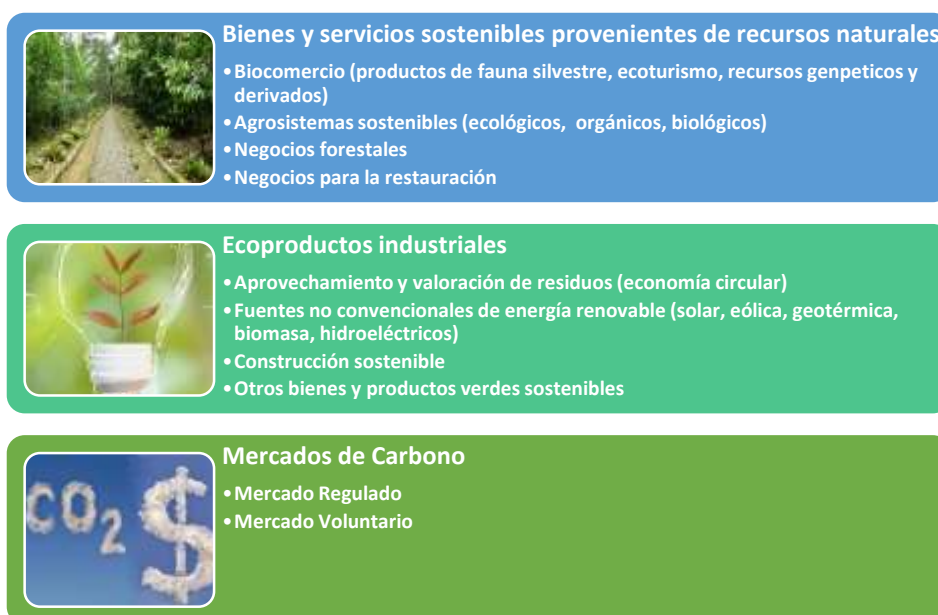 Bienes y servicios sostenibles provenientes de recursos naturales
•Biocomercio (productos de fauna silvestre, ecoturismo, recursos genpeticos y
derivados)
•Agrosistemas sostenibles (ecológicos, orgánicos, biológicos)
•Negocios forestales
•Negocios para la restauración
Ecoproductos industriales
•Aprovechamiento y valoración de residuos (economía circular)
•Fuentes no convencionales de energía renovable (solar, eólica, geotérmica,
biomasa, hidroeléctricos)
•Construcción sostenible
•Otros bienes y productos verdes sostenibles
Mercados de Carbono
•Mercado Regulado
•Mercado Voluntario
CO2 $